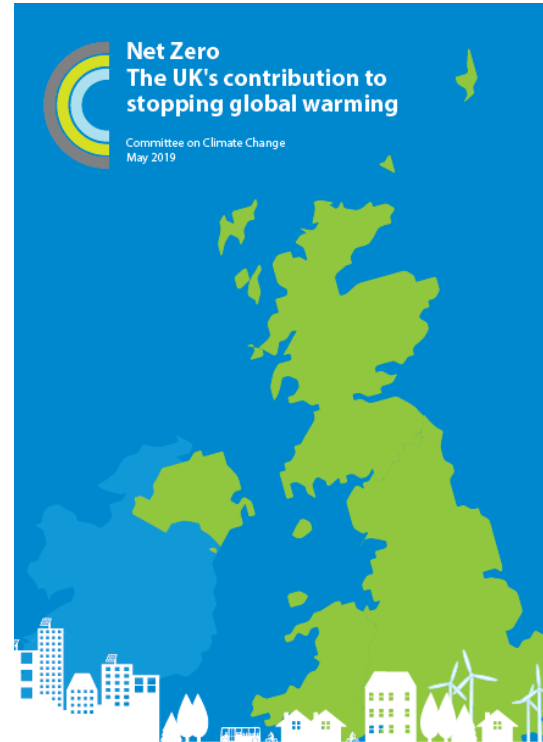 Net Zero
The UK's contribution to
stopping global warming
Committee on Climate Change
May 2019